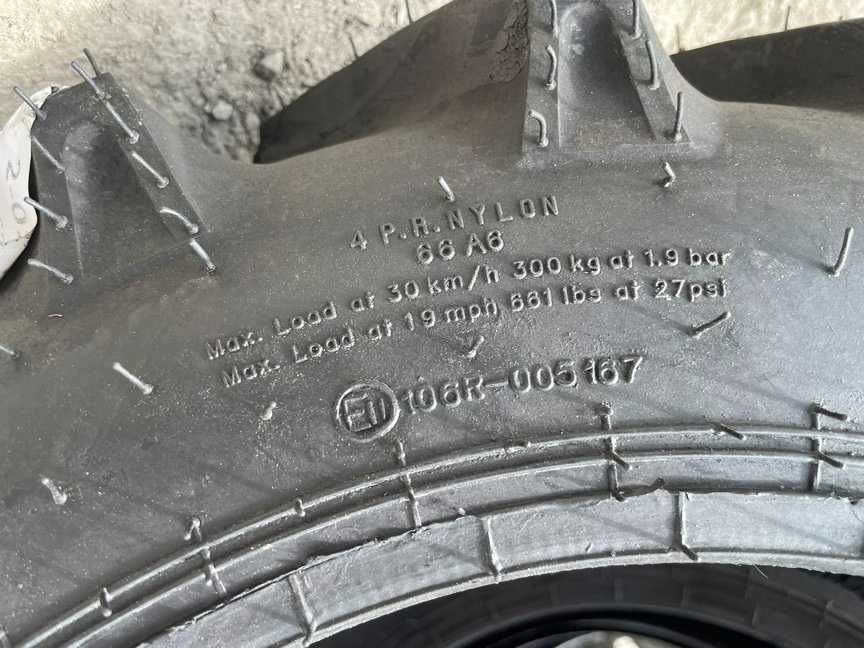 4 P.R. NYLON
66 A6
Max. Load at 30 km/h 300 kg at 1.9 bar
Max. Load at 19 mph 661 lbs at 27psi
E11 106R-005167